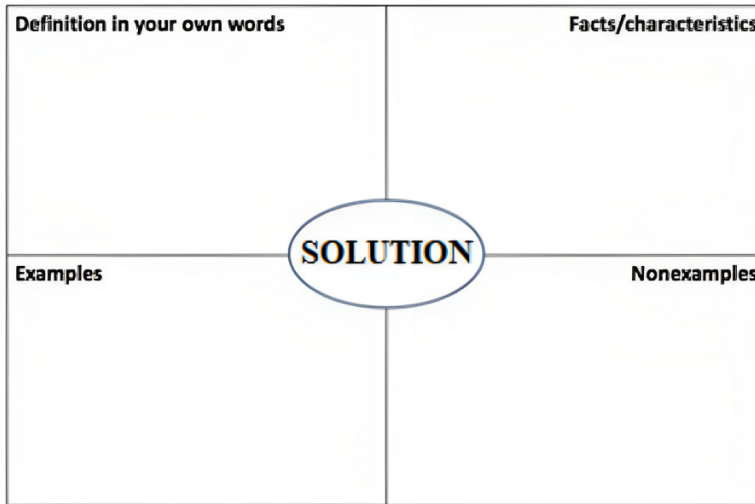 Definition in your own words
Facts/characteristics
SOLUTION
Examples
Nonexamples